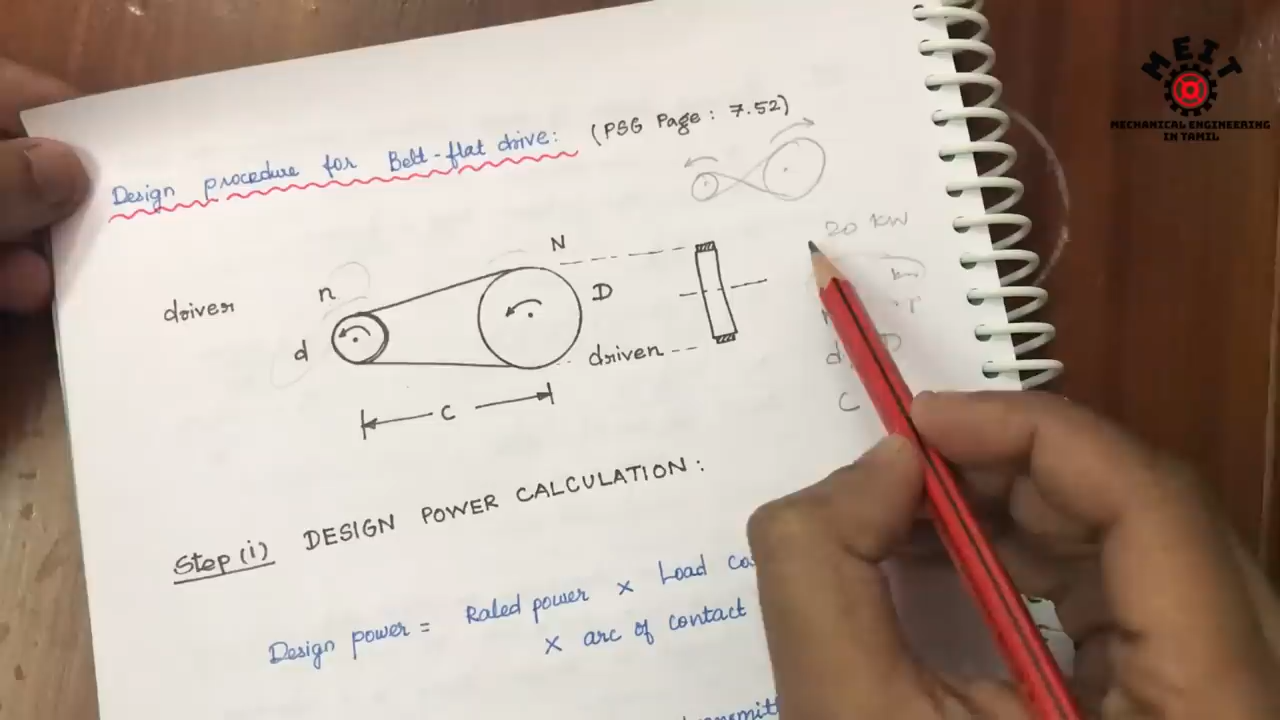 Design procedure for Belt-flat drive: (PSG Page: 7.52)
driver
n
d
N
D
driven
C
20 KW
d D
C
Step (i) DESIGN POWER CALCULATION:
Design power = Rated power x Load
x arc of contact
MEIT
MECHANICAL ENGINEERING
IN TAMIL